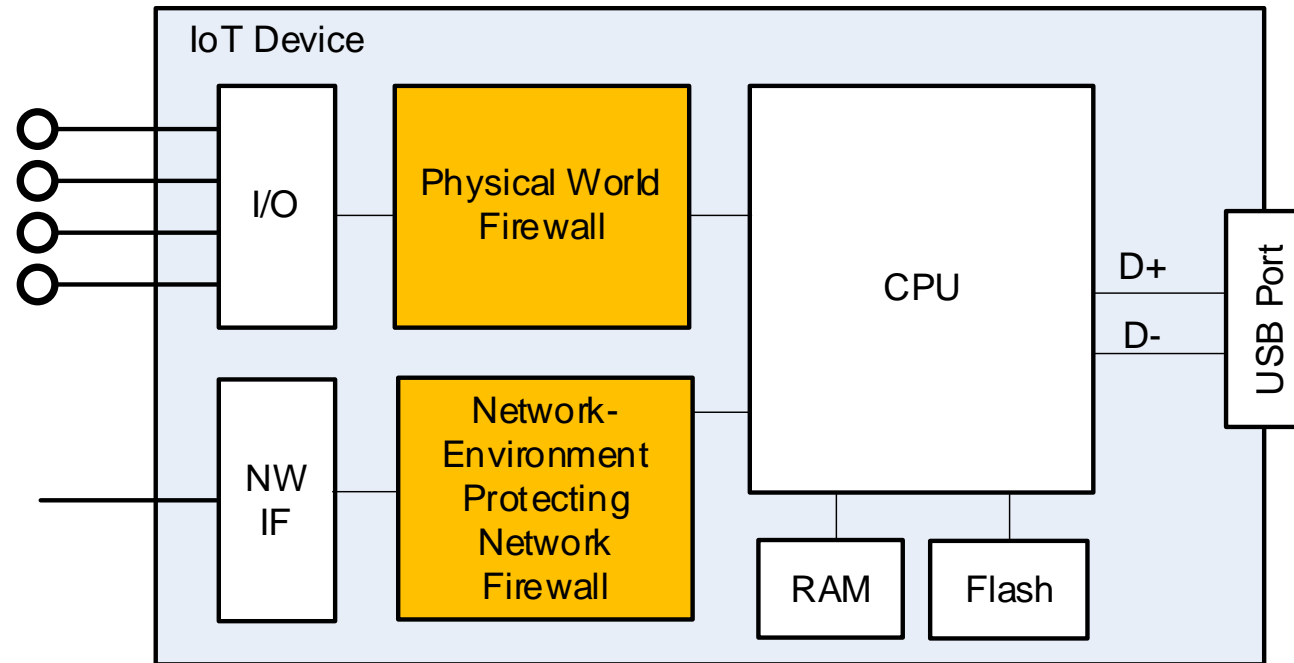 IoT Device
I/O
Physical World
Firewall
CPU
D+
D-
USB Port
NW
IF
Network-
Environment
Protecting
Network
Firewall
RAM
Flash